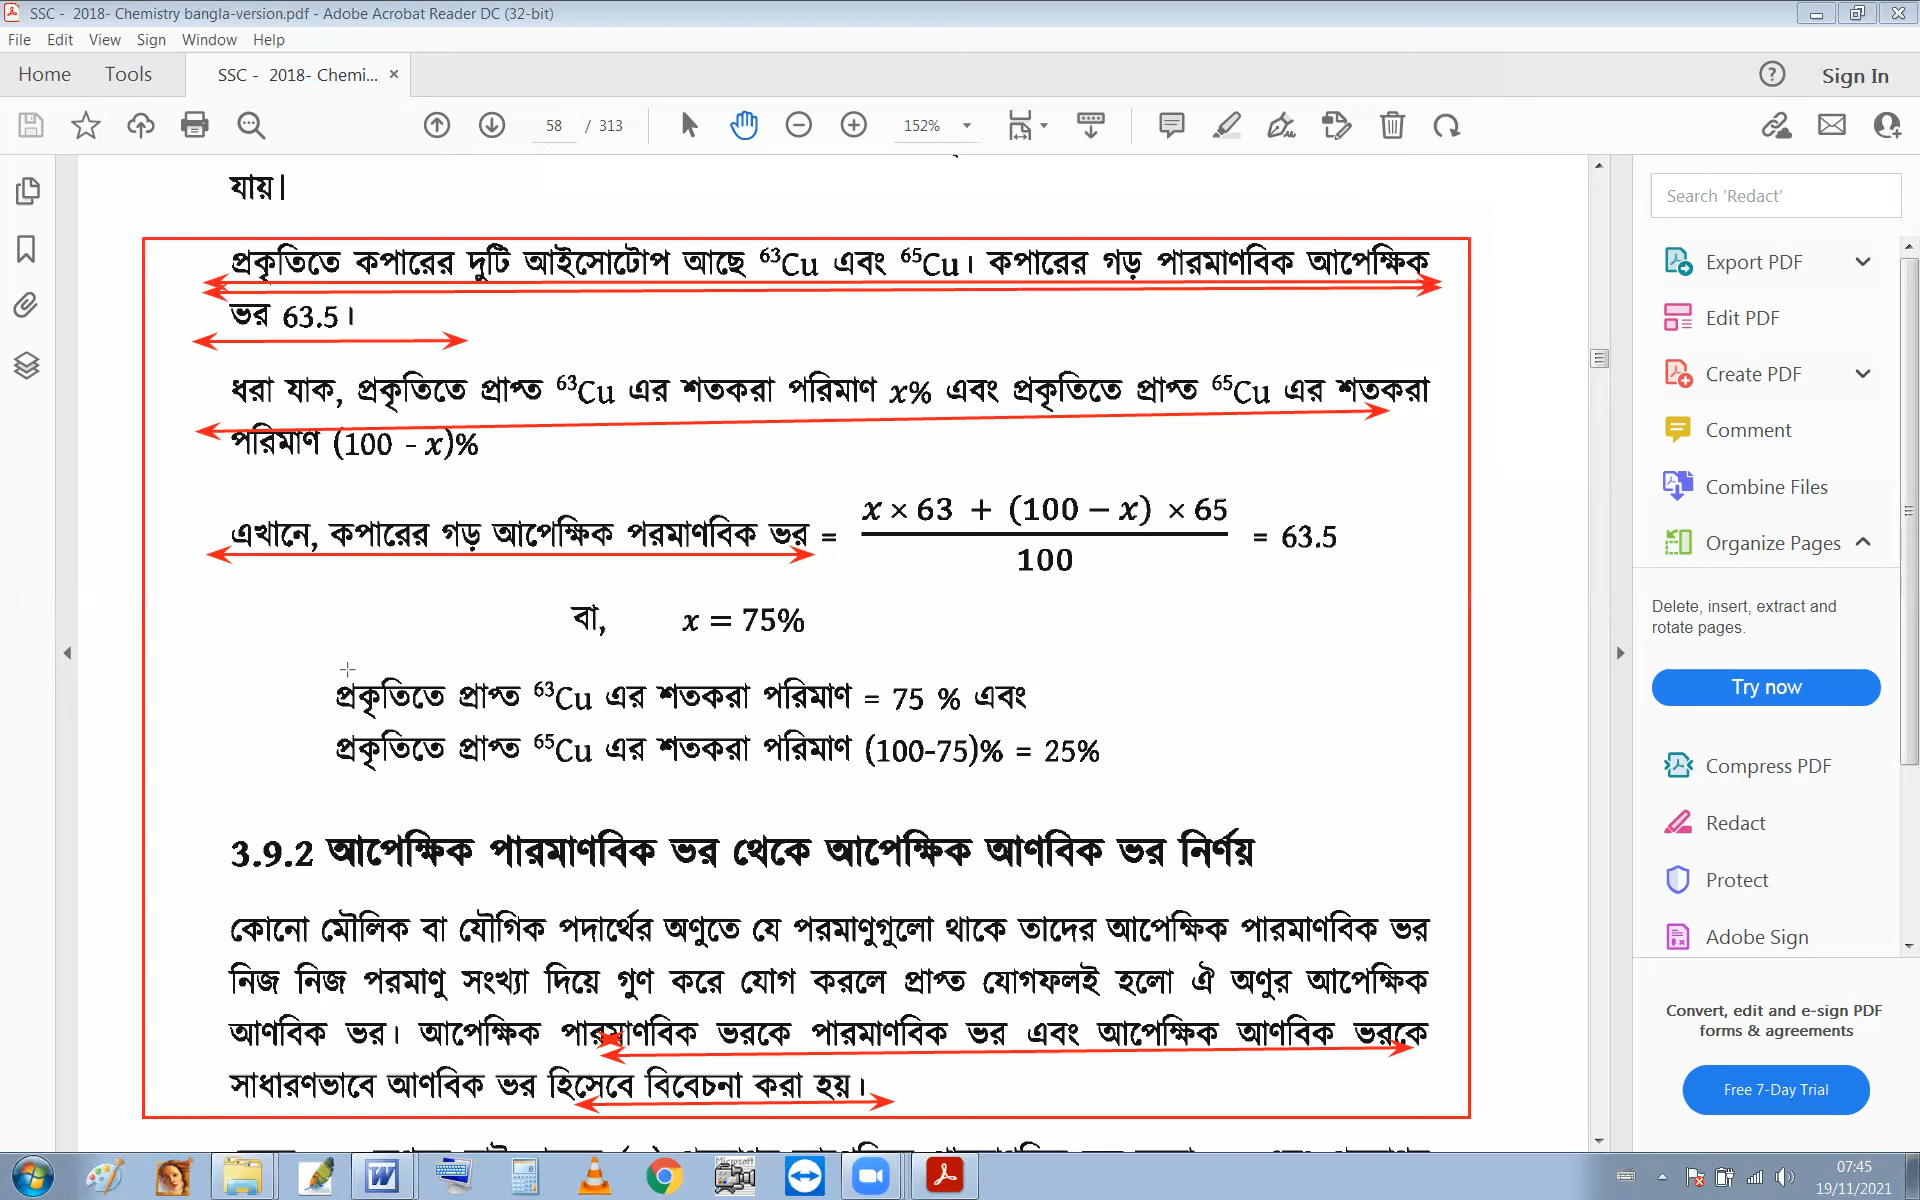 SSC -  2018- Chemistry bangla-version.pdf - Adobe Acrobat Reader DC (32-bit)
File Edit View Sign Window Help
Home Tools SSC -  2018- Chemi... × Sign In
58 / 313 152%
যায়।
প্রকৃতিতে কপারের দুটি আইসোটোপ আছে ⁶³Cu এবং ⁶⁵Cu। কপারের গড় পারমাণবিক আপেক্ষিক
ভর 63.5।
ধরা যাক, প্রকৃতিতে প্রাপ্ত ⁶³Cu এর শতকরা পরিমাণ x% এবং প্রকৃতিতে প্রাপ্ত ⁶⁵Cu এর শতকরা
পরিমাণ (100 - x)%
এখানে, কপারের গড় আপেক্ষিক পরমাণবিক ভর = x × 63 + (100 − x) × 65 / 100 = 63.5
বা, x = 75%
প্রকৃতিতে প্রাপ্ত ⁶³Cu এর শতকরা পরিমাণ = 75 % এবং
প্রকৃতিতে প্রাপ্ত ⁶⁵Cu এর শতকরা পরিমাণ (100-75)% = 25%
3.9.2 আপেক্ষিক পারমাণবিক ভর থেকে আপেক্ষিক আণবিক ভর নির্ণয়
কোনো মৌলিক বা যৌগিক পদার্থের অণুতে যে পরমাণুগুলো থাকে তাদের আপেক্ষিক পারমাণবিক ভর
নিজ নিজ পরমাণু সংখ্যা দিয়ে গুণ করে যোগ করলে প্রাপ্ত যোগফলই হলো ঐ অণুর আপেক্ষিক
আণবিক ভর। আপেক্ষিক পারমাণবিক ভরকে পারমাণবিক ভর এবং আপেক্ষিক আণবিক ভরকে
সাধারণভাবে আণবিক ভর হিসেবে বিবেচনা করা হয়।
Search 'Redact'
Export PDF
Edit PDF
Create PDF
Comment
Combine Files
Organize Pages
Delete, insert, extract and
rotate pages.
Try now
Compress PDF
Redact
Protect
Adobe Sign
Convert, edit and e-sign PDF
forms & agreements
Free 7-Day Trial
Microsoft
07:45
19/11/2021